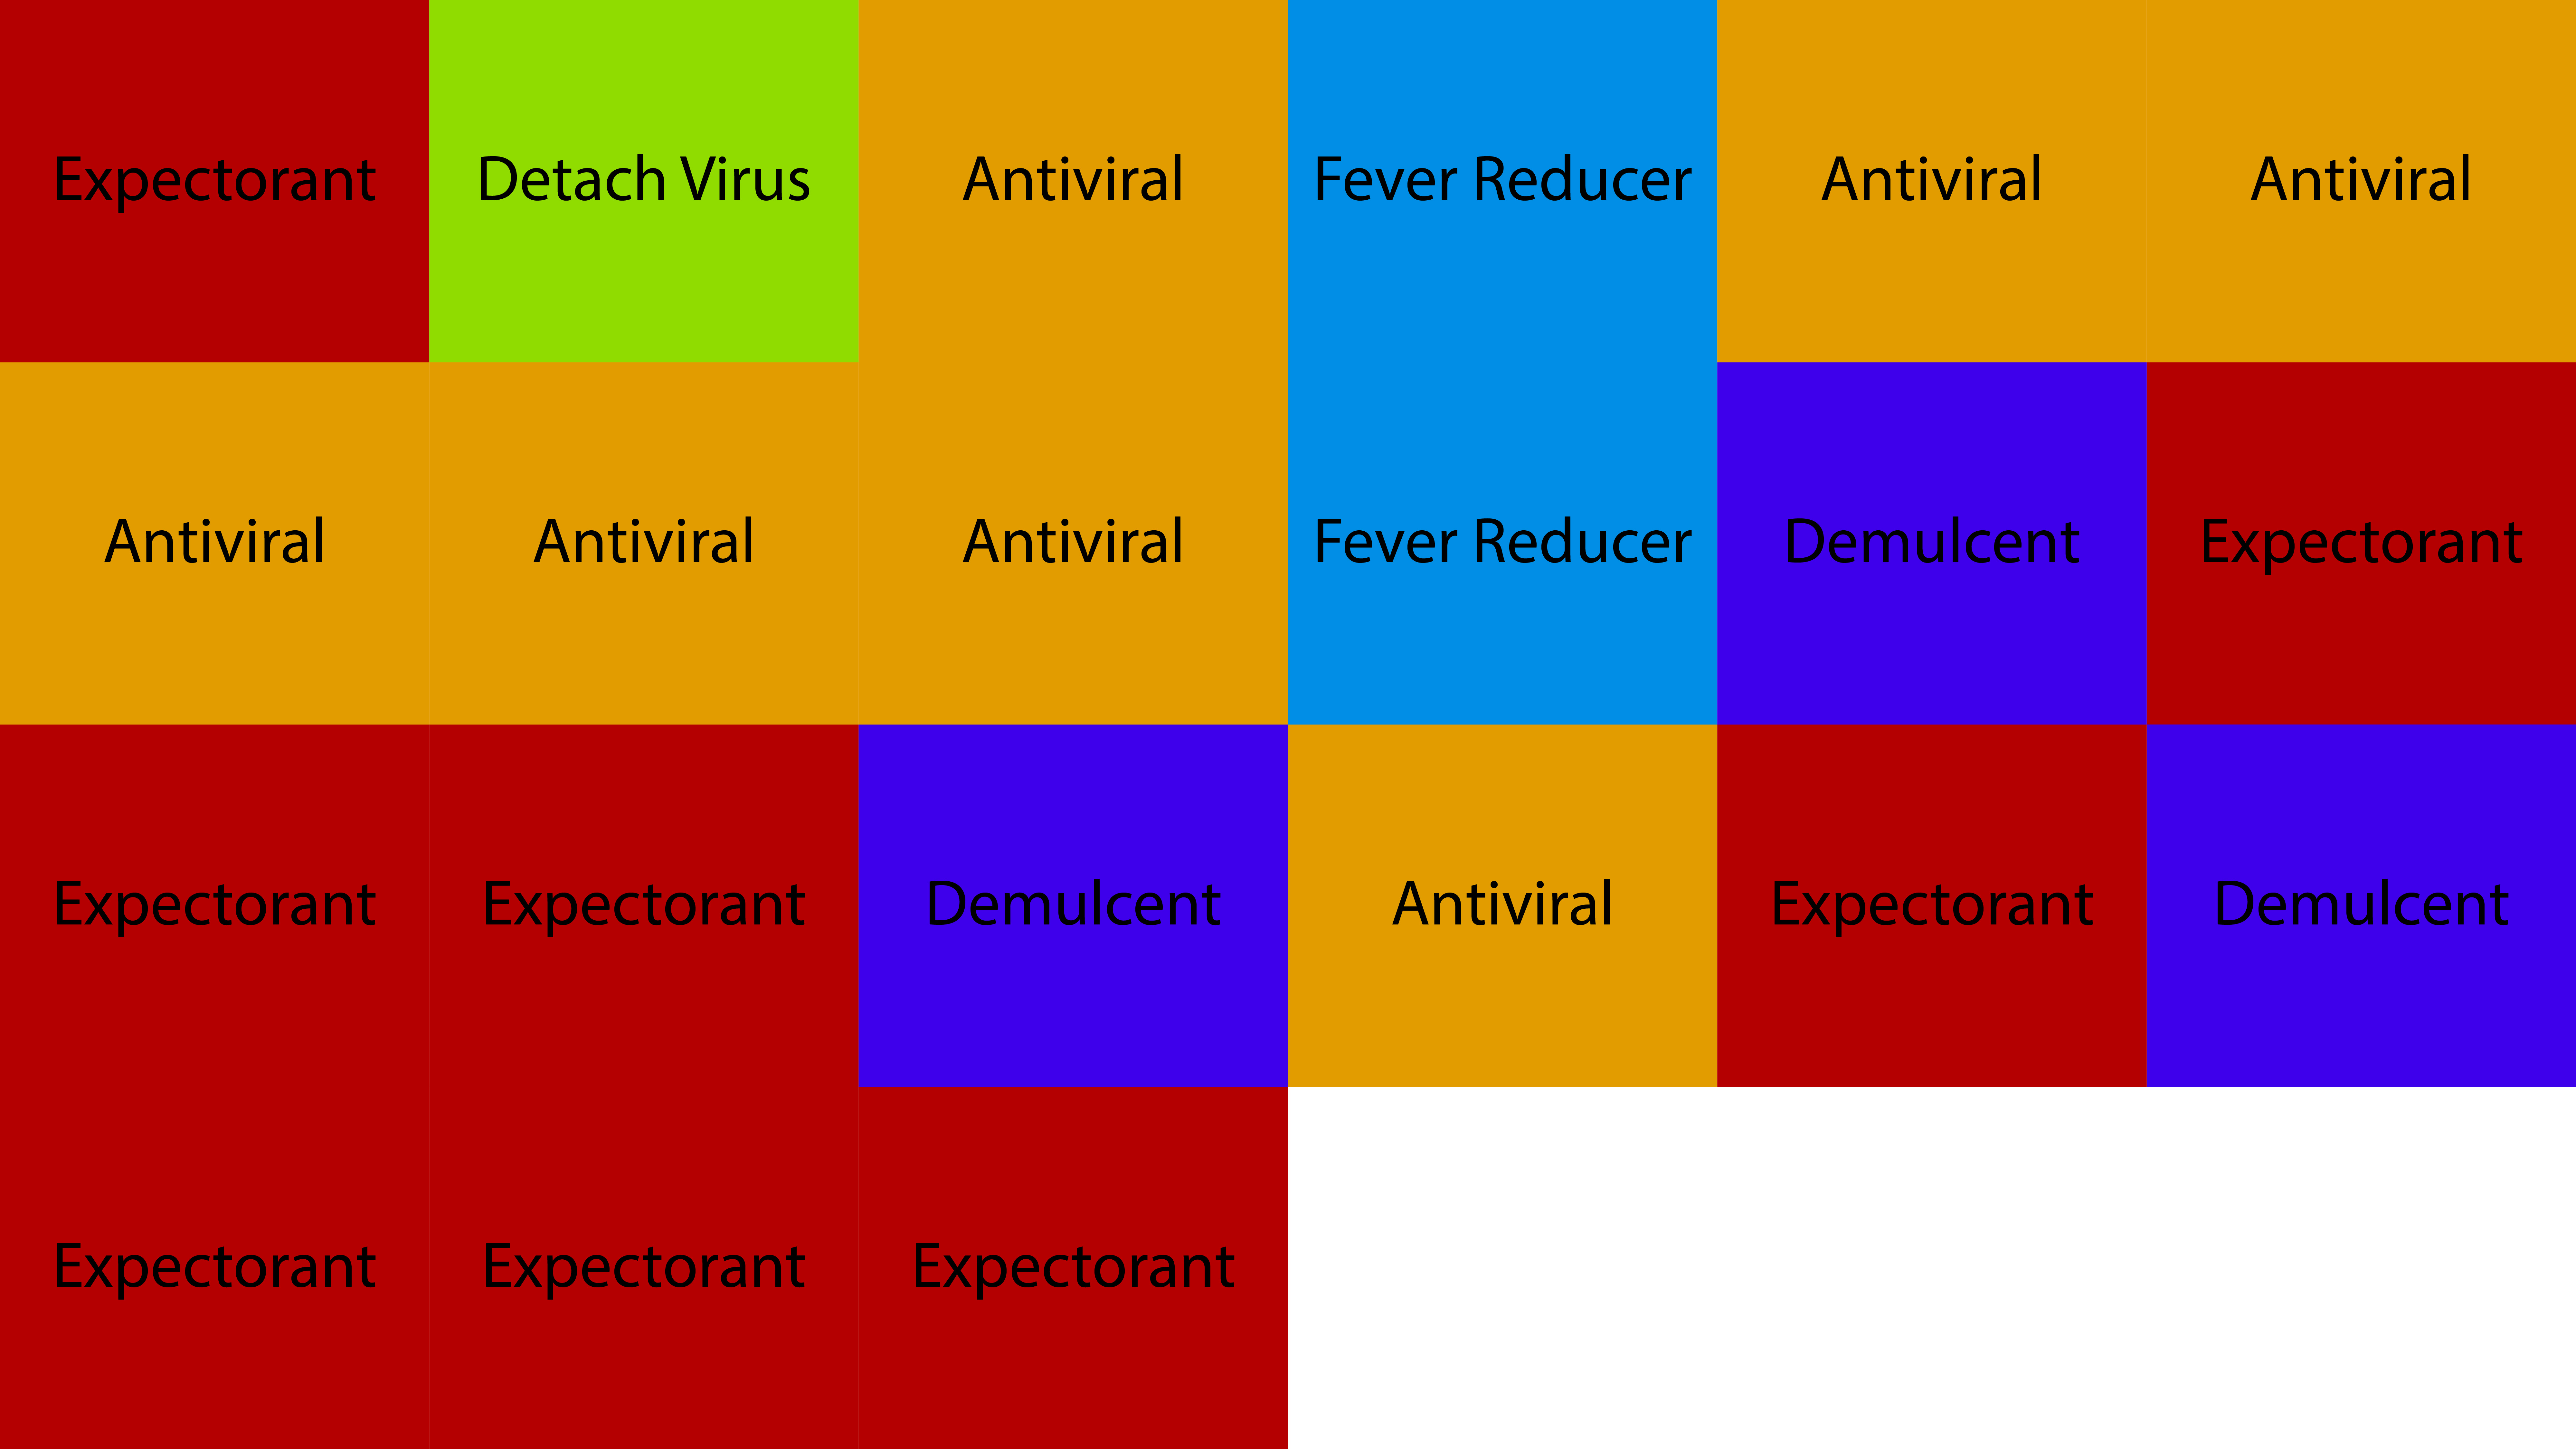 Expectorant
Detach Virus
Antiviral
Fever Reducer
Antiviral
Antiviral
Antiviral
Antiviral
Antiviral
Fever Reducer
Demulcent
Expectorant
Expectorant
Expectorant
Demulcent
Antiviral
Expectorant
Demulcent
Expectorant
Expectorant
Expectorant